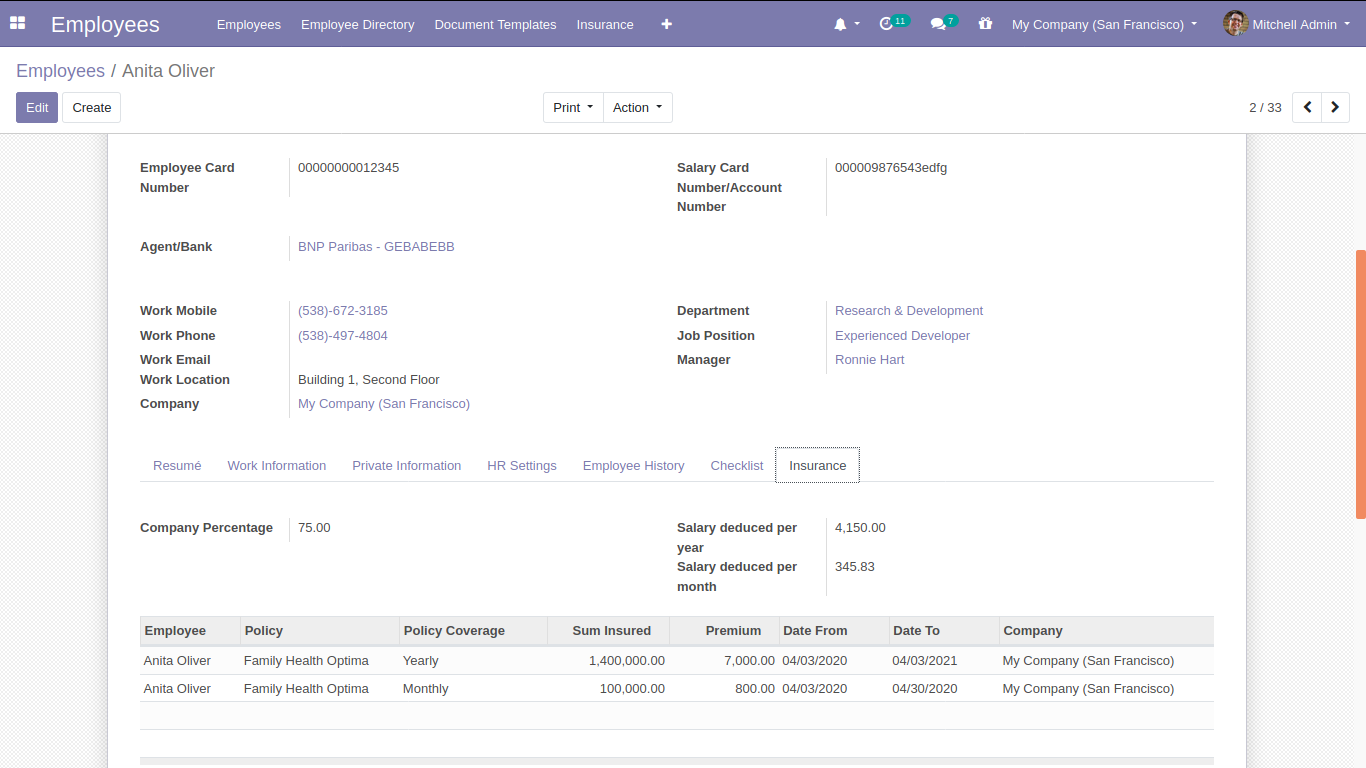 Employees Employees Employee Directory Document Templates Insurance + 11 7 My Company (San Francisco) Mitchell Admin
Employees / Anita Oliver
Edit Create Print Action 2 / 33
Employee Card Number 00000000012345
Salary Card Number/Account Number 000009876543edfg
Agent/Bank BNP Paribas - GEBABEBB
Work Mobile (538)-672-3185 Department Research & Development
Work Phone (538)-497-4804 Job Position Experienced Developer
Work Email Manager Ronnie Hart
Work Location Building 1, Second Floor
Company My Company (San Francisco)
Resumé Work Information Private Information HR Settings Employee History Checklist Insurance
Company Percentage 75.00
Salary deduced per year 4,150.00
Salary deduced per month 345.83
Employee Policy Policy Coverage Sum Insured Premium Date From Date To Company
Anita Oliver Family Health Optima Yearly 1,400,000.00 7,000.00 04/03/2020 04/03/2021 My Company (San Francisco)
Anita Oliver Family Health Optima Monthly 100,000.00 800.00 04/03/2020 04/30/2020 My Company (San Francisco)